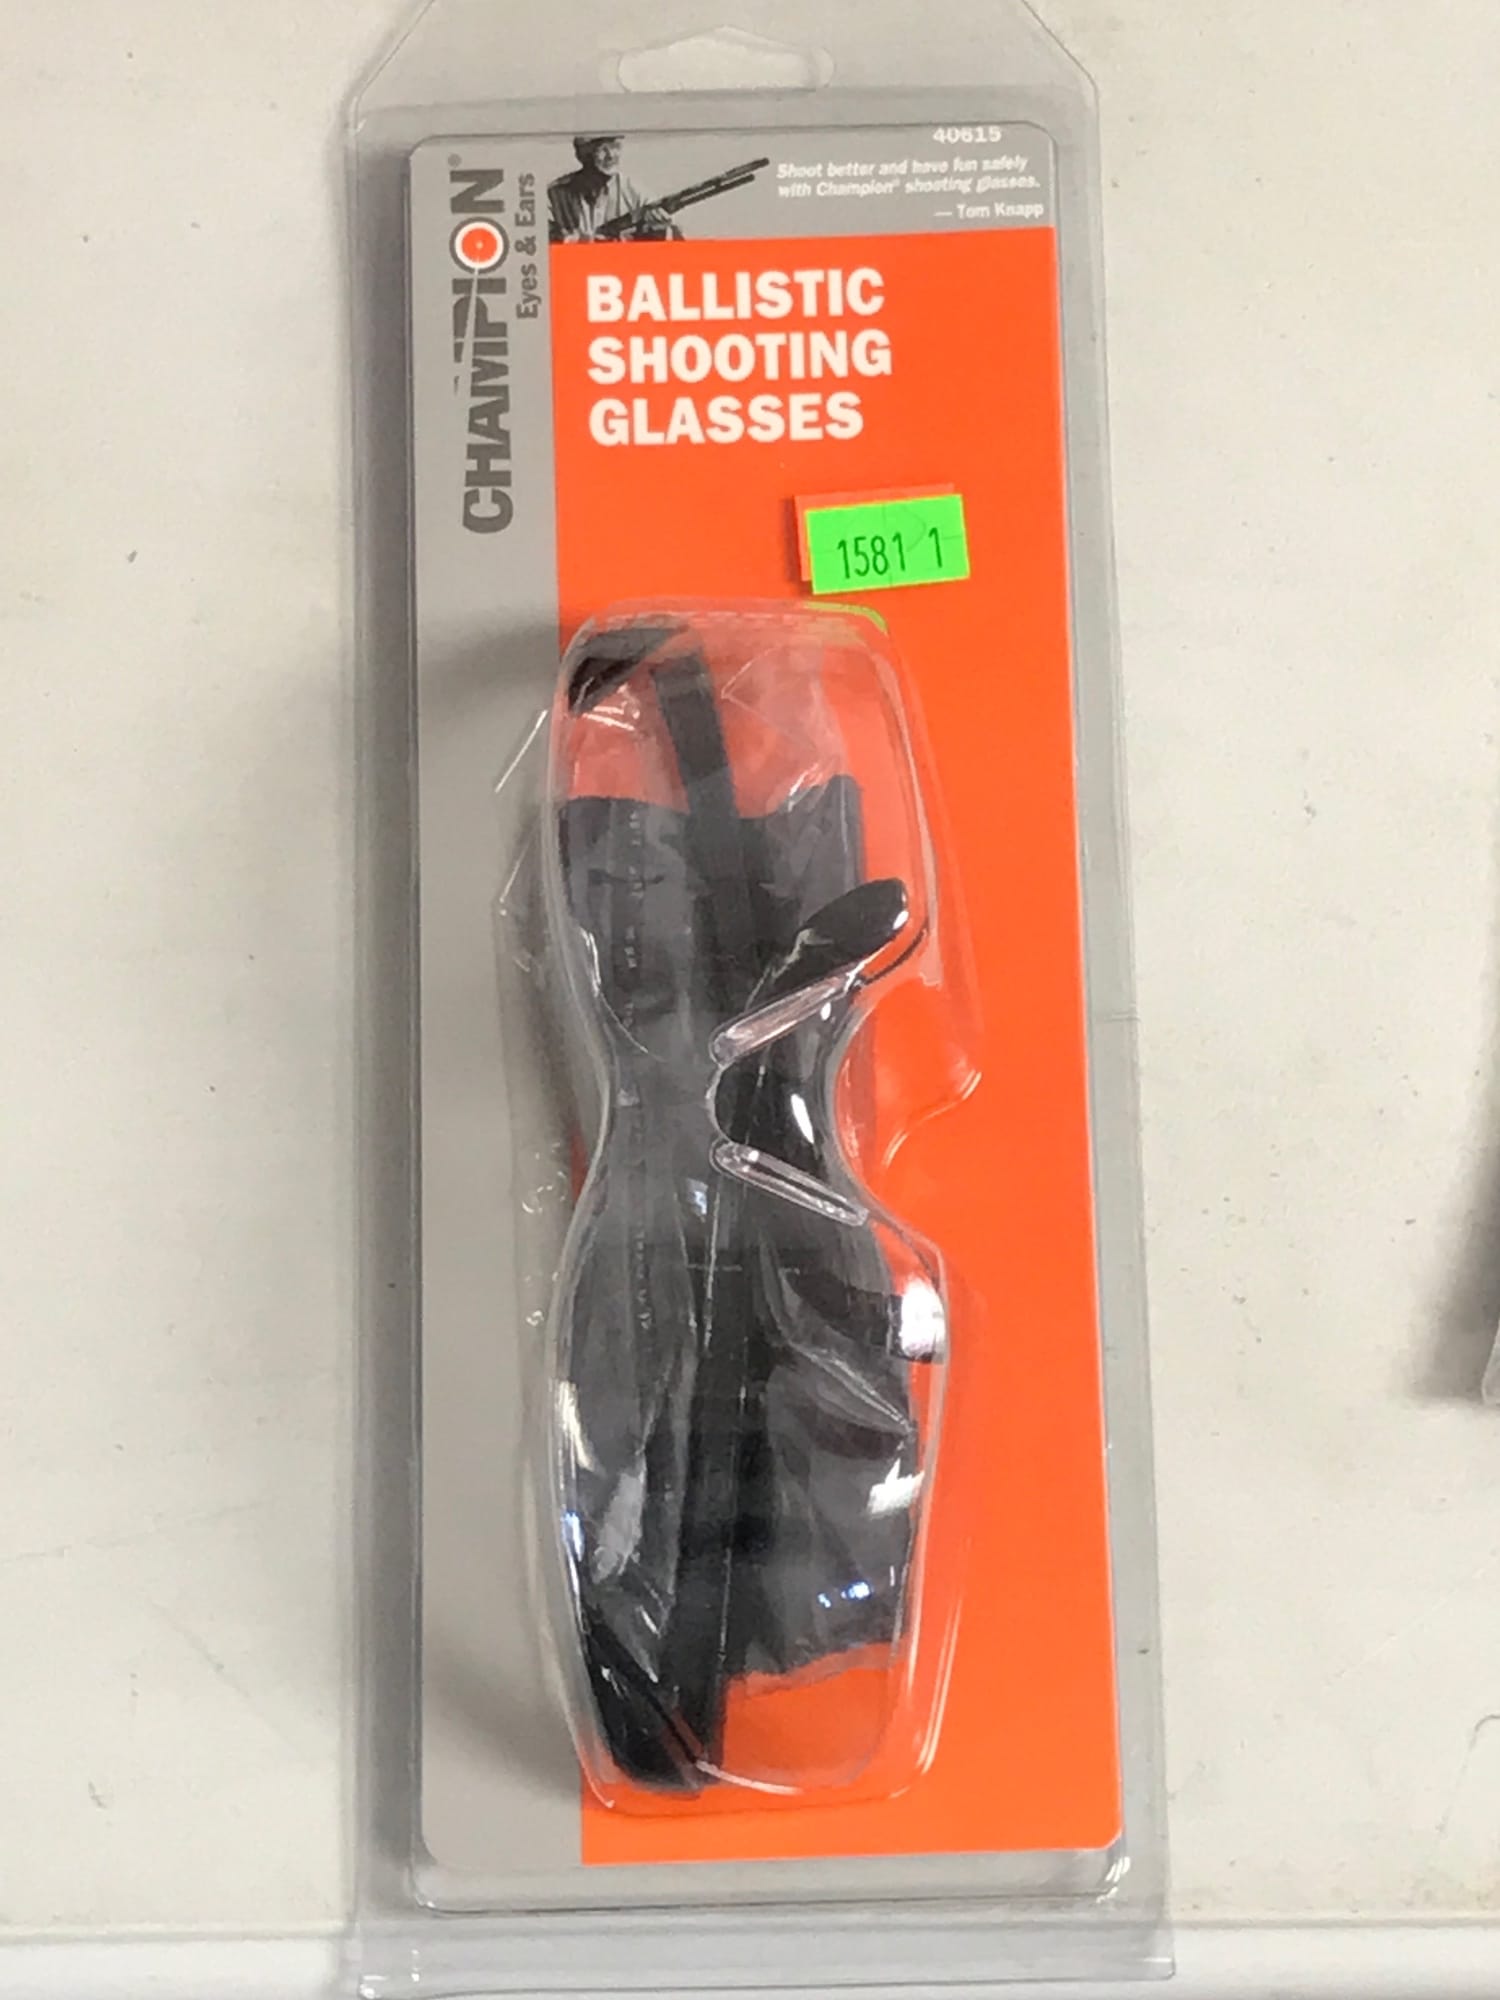 40615
Shoot better and have fun safely
with Champion® shooting glasses.
— Tom Knapp
CHAMPION®
Eyes & Ears
BALLISTIC
SHOOTING
GLASSES
1581 1